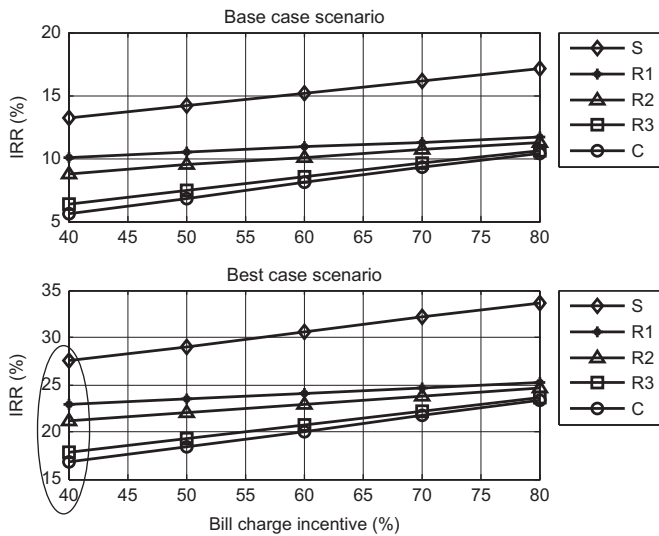 Base case scenario
20
15
10
5
IRR (%)
40 45 50 55 60 65 70 75 80
S
R1
R2
R3
C
Best case scenario
35
30
25
20
15
IRR (%)
40 45 50 55 60 65 70 75 80
Bill charge incentive (%)
S
R1
R2
R3
C